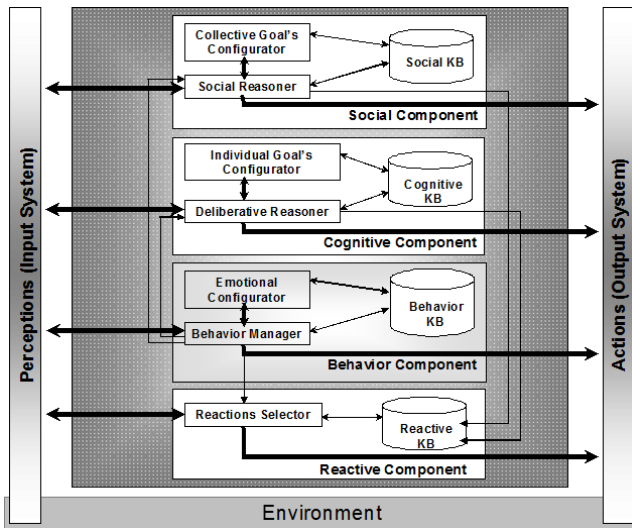 Perceptions (Input System)
Collective Goal's
Configurator
Social KB
Social Reasoner
Social Component
Individual Goal's
Configurator
Cognitive
KB
Deliberative Reasoner
Cognitive Component
Emotional
Configurator
Behavior
KB
Behavior Manager
Behavior Component
Reactions Selector
Reactive
KB
Reactive Component
Actions (Output System)
Environment